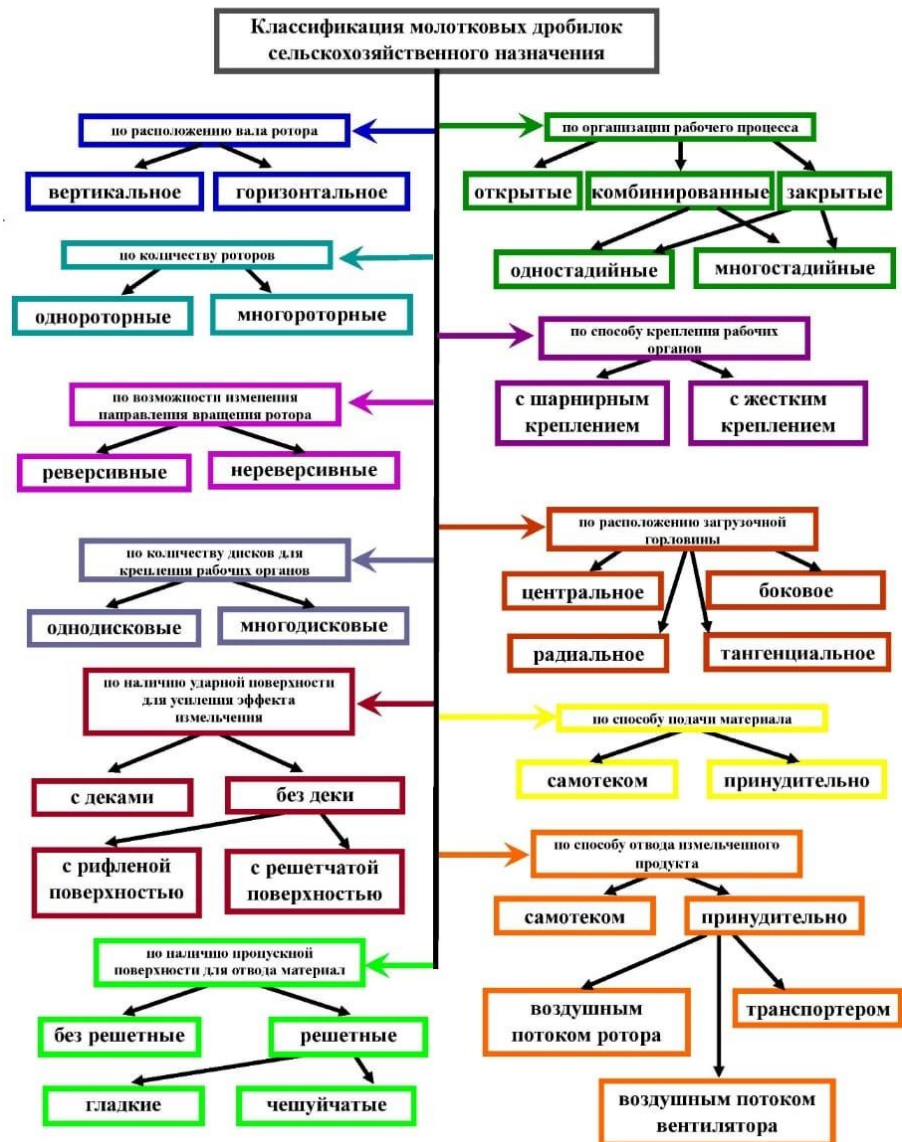 Классификация молотковых дробилок
сельскохозяйственного назначения
по расположению вала ротора
вертикальное
горизонтальное
по количеству роторов
однороторные
многороторные
по возможности изменения
направления вращения ротора
реверсивные
нереверсивные
по количеству дисков для
крепления рабочих органов
однодисковые
многодисковые
по наличию ударной поверхности
для усиления эффекта
измельчения
с деками
без деки
с рифленой
поверхностью
с решетчатой
поверхностью
по наличию пропускной
поверхности для отвода материал
без решетные
решетные
гладкие
чешуйчатые
по организации рабочего процесса
открытые
комбинированные
закрытые
одностадийные
многостадийные
по способу крепления рабочих
органов
с шарнирным
креплением
с жестким
креплением
по расположению загрузочной
горловины
центральное
боковое
радиальное
тангенциальное
по способу подачи материала
самотеком
принудительно
по способу отвода измельченного
продукта
самотеком
принудительно
воздушным
потоком ротора
транспортером
воздушным потоком
вентилятора